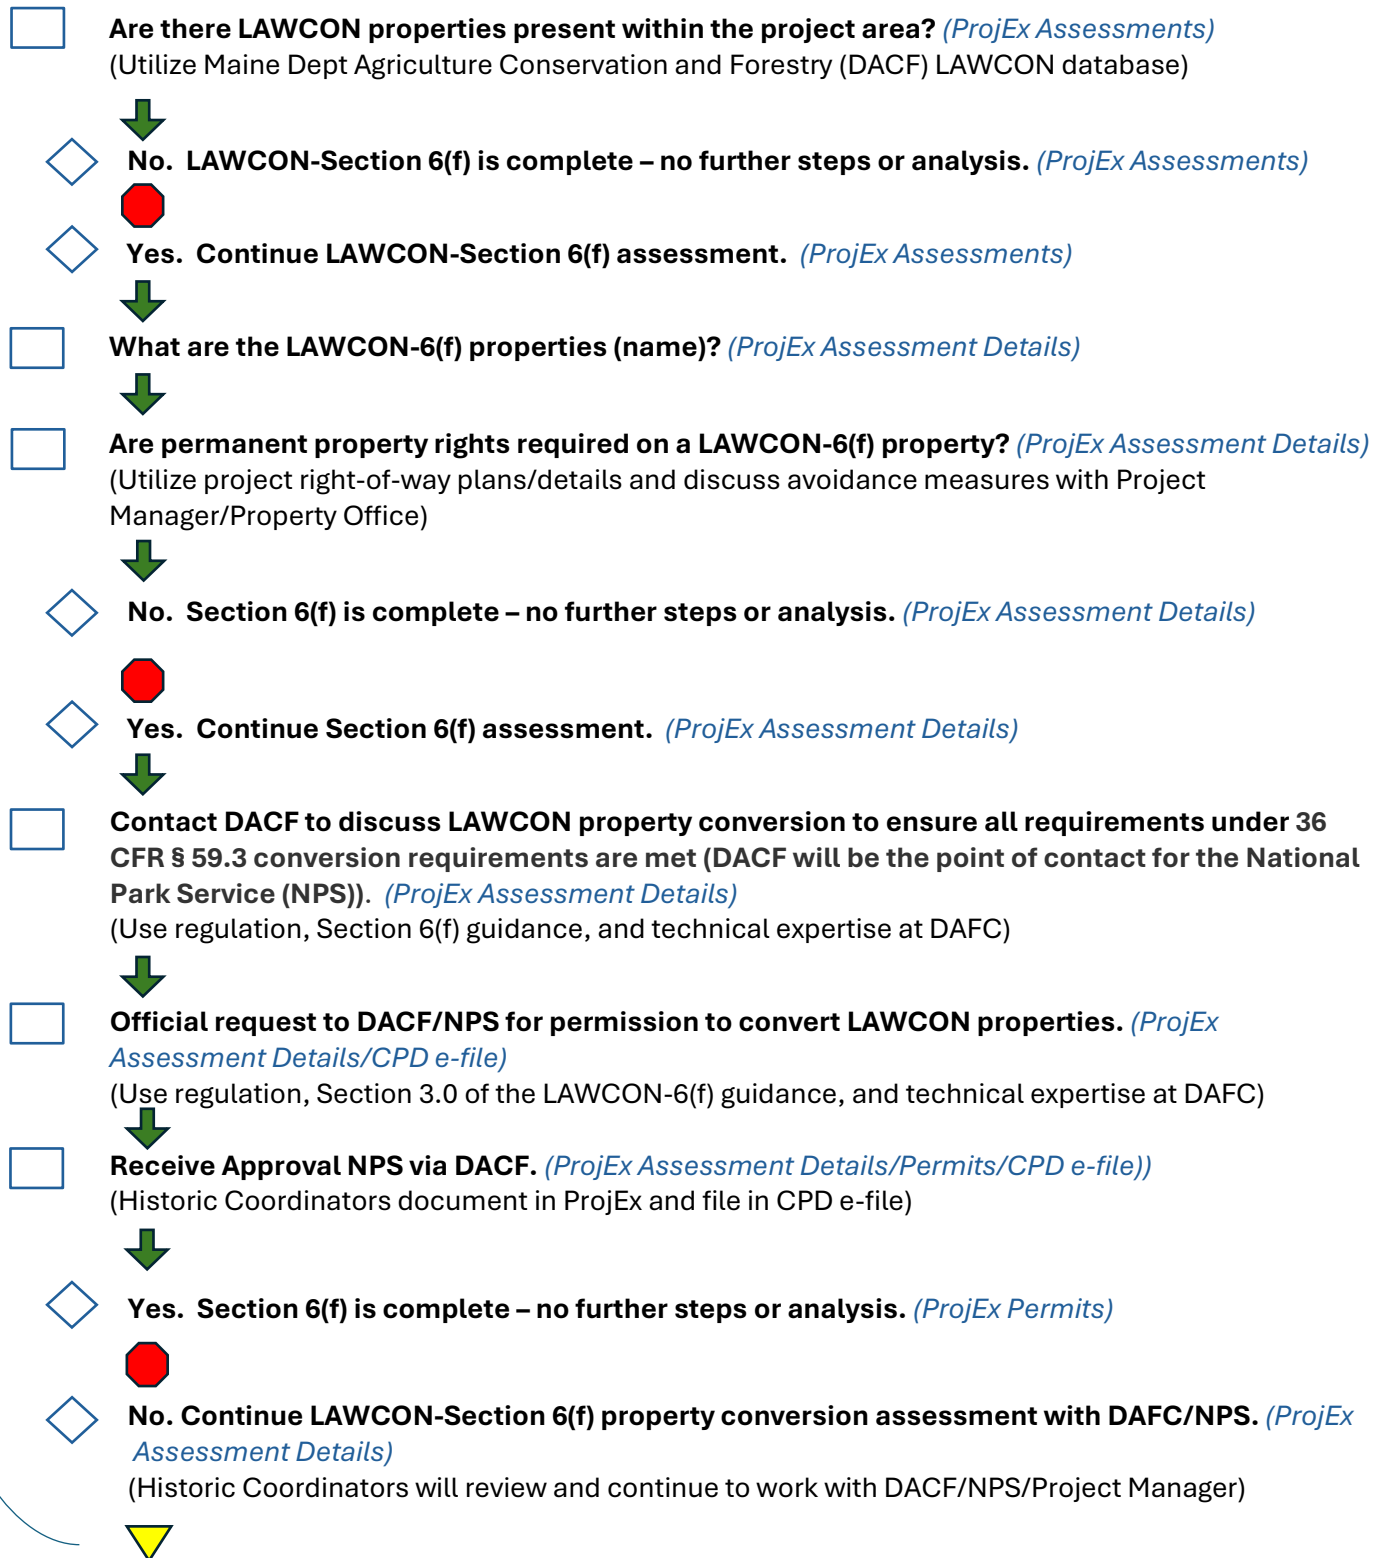 Are there LAWCON properties present within the project area? (ProjEx Assessments)
(Utilize Maine Dept Agriculture Conservation and Forestry (DACF) LAWCON database)
No.  LAWCON-Section 6(f) is complete – no further steps or analysis. (ProjEx Assessments)
Yes.  Continue LAWCON-Section 6(f) assessment.  (ProjEx Assessments)
What are the LAWCON-6(f) properties (name)? (ProjEx Assessment Details)
Are permanent property rights required on a LAWCON-6(f) property? (ProjEx Assessment Details)
(Utilize project right-of-way plans/details and discuss avoidance measures with Project
Manager/Property Office)
No.  Section 6(f) is complete – no further steps or analysis. (ProjEx Assessment Details)
Yes.  Continue Section 6(f) assessment.  (ProjEx Assessment Details)
Contact DACF to discuss LAWCON property conversion to ensure all requirements under 36
CFR § 59.3 conversion requirements are met (DACF will be the point of contact for the National
Park Service (NPS)).  (ProjEx Assessment Details)
(Use regulation, Section 6(f) guidance, and technical expertise at DAFC)
Official request to DACF/NPS for permission to convert LAWCON properties. (ProjEx
Assessment Details/CPD e-file)
(Use regulation, Section 3.0 of the LAWCON-6(f) guidance, and technical expertise at DAFC)
Receive Approval NPS via DACF. (ProjEx Assessment Details/Permits/CPD e-file))
(Historic Coordinators document in ProjEx and file in CPD e-file)
Yes.  Section 6(f) is complete – no further steps or analysis. (ProjEx Permits)
No. Continue LAWCON-Section 6(f) property conversion assessment with DAFC/NPS. (ProjEx
Assessment Details)
(Historic Coordinators will review and continue to work with DACF/NPS/Project Manager)